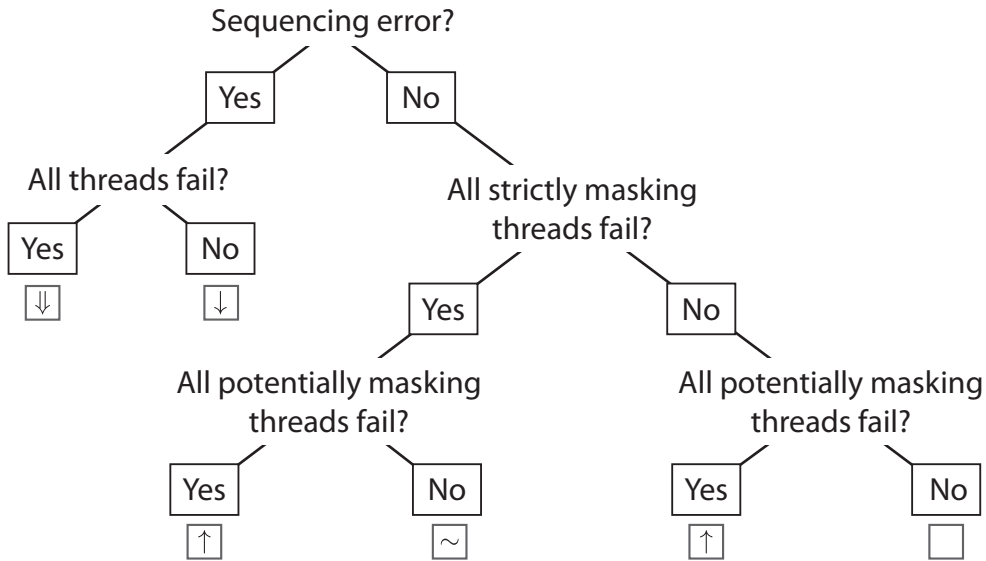 Sequencing error?
Yes
No
All threads fail?
All strictly masking
threads fail?
Yes
No
⇓
↓
Yes
No
All potentially masking
threads fail?
All potentially masking
threads fail?
Yes
No
Yes
No
↑
~
↑